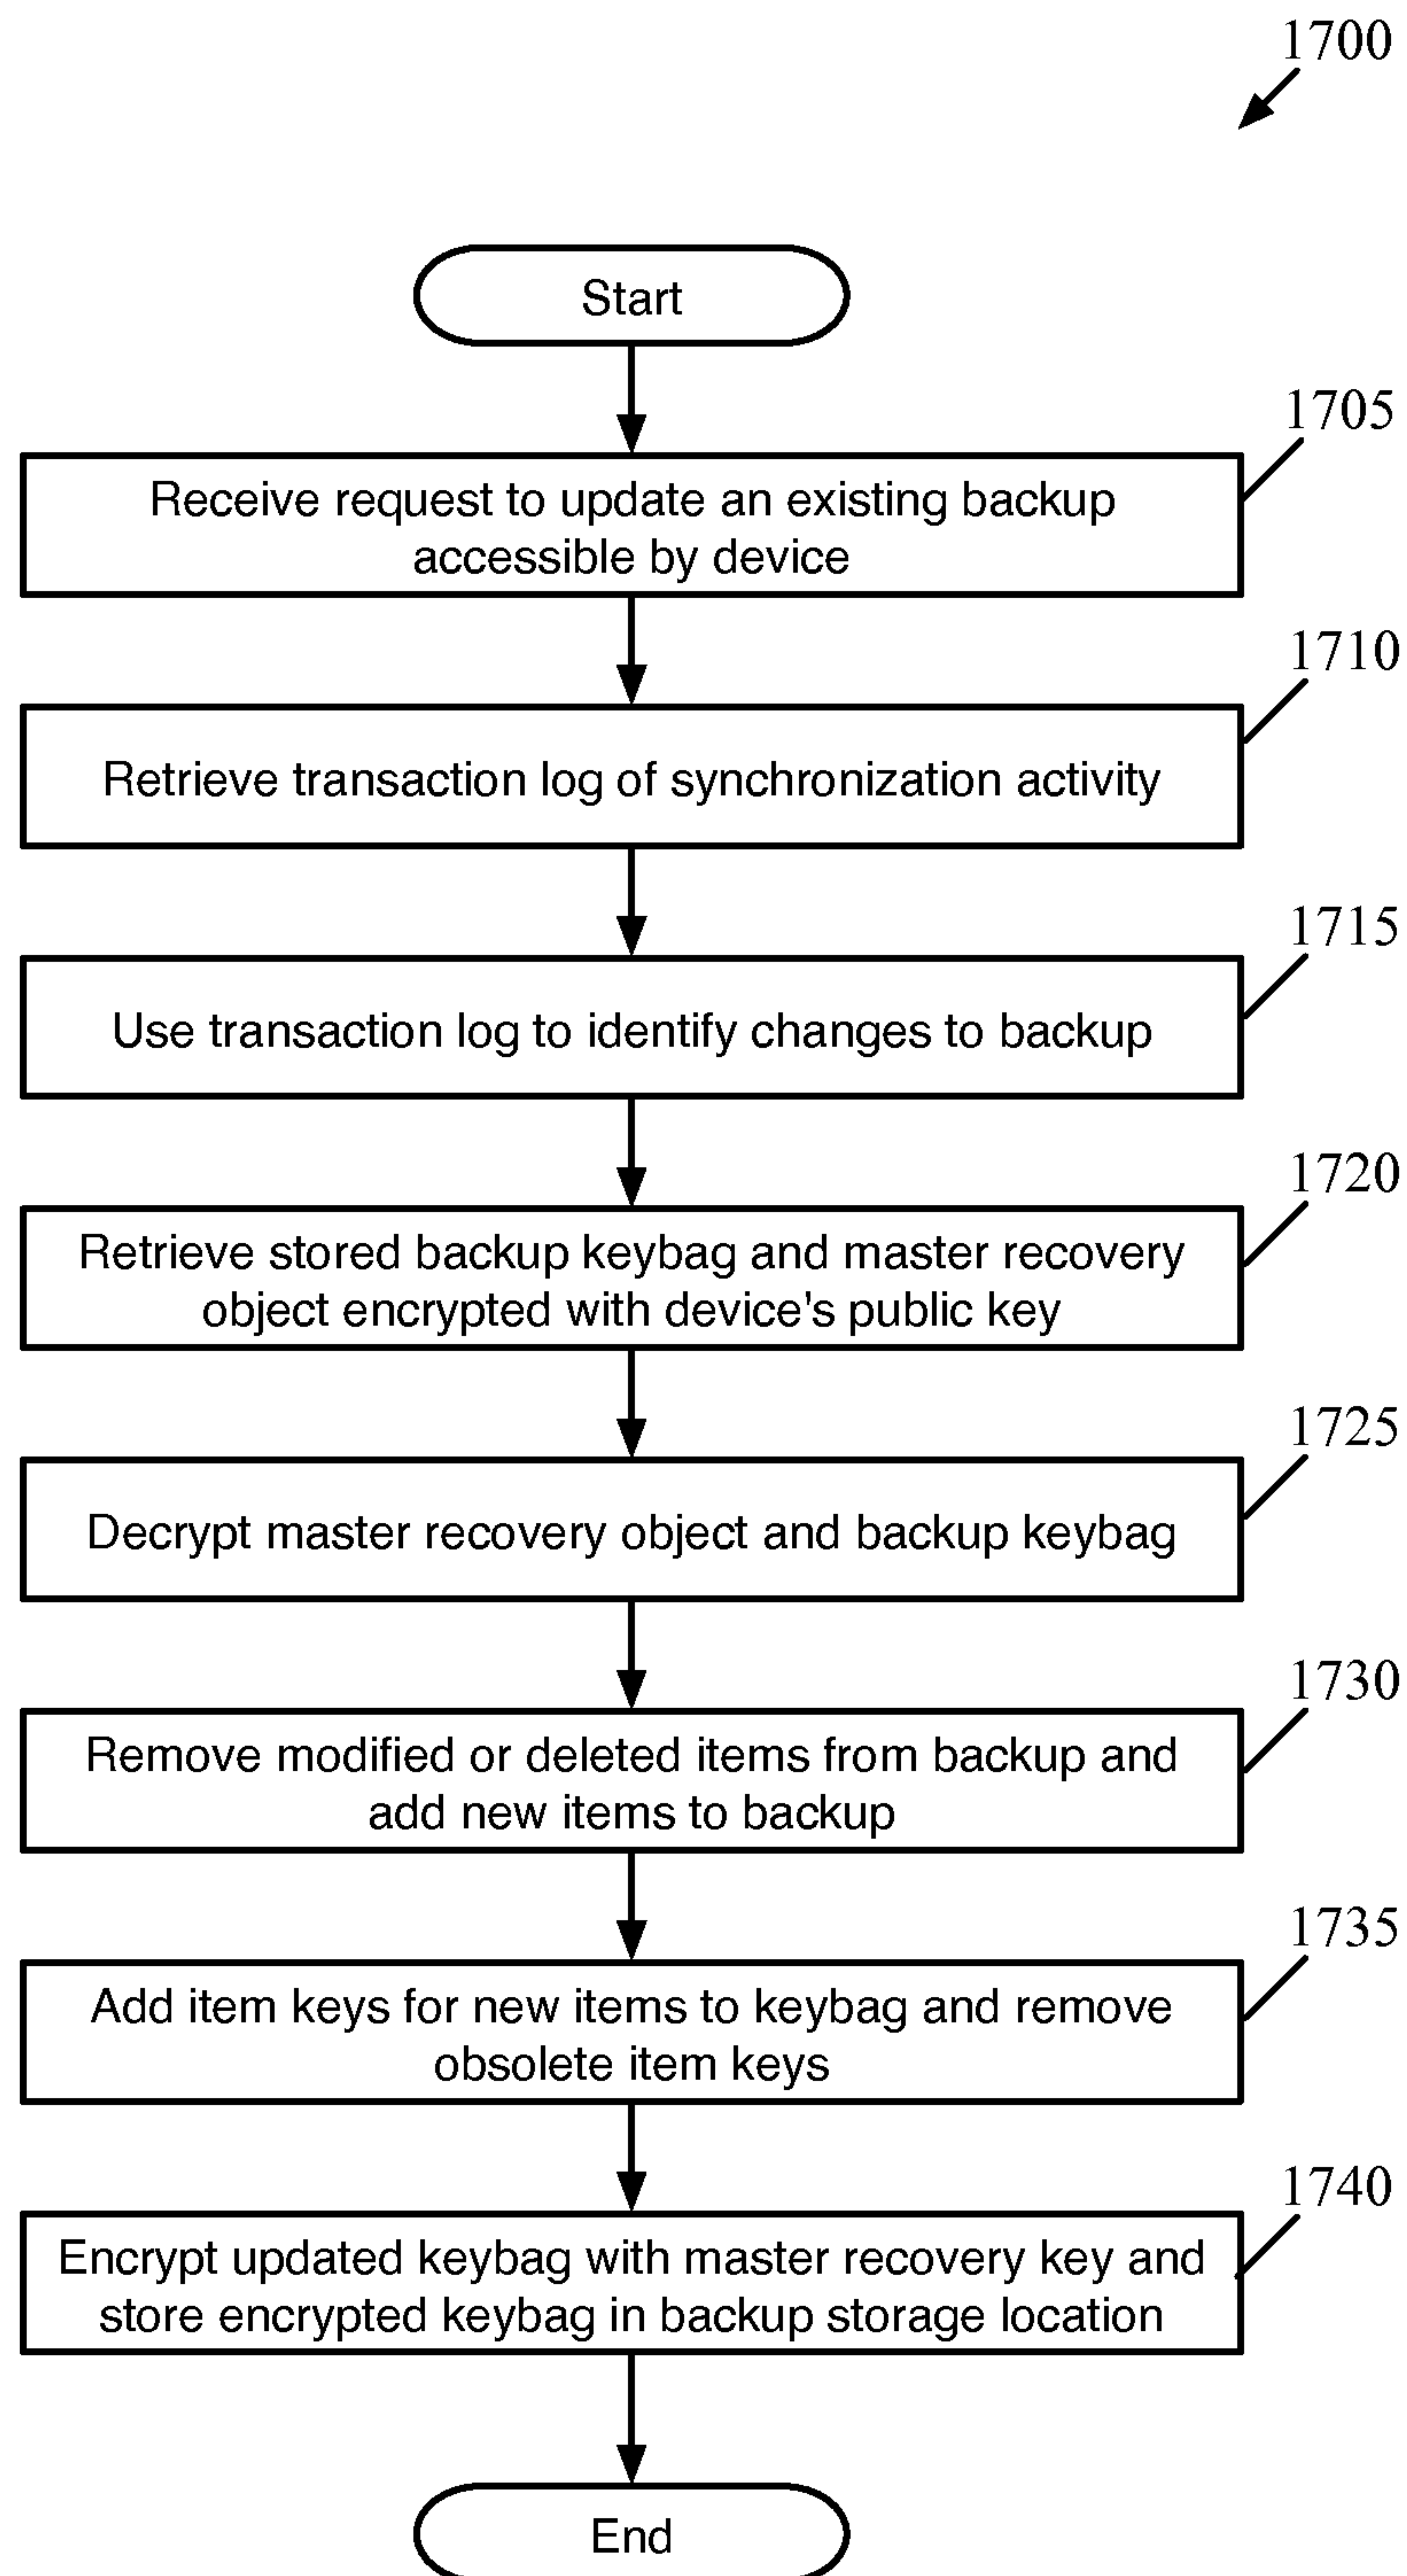 1700
Start
1705
Receive request to update an existing backup
accessible by device
1710
Retrieve transaction log of synchronization activity
1715
Use transaction log to identify changes to backup
1720
Retrieve stored backup keybag and master recovery
object encrypted with device's public key
1725
Decrypt master recovery object and backup keybag
1730
Remove modified or deleted items from backup and
add new items to backup
1735
Add item keys for new items to keybag and remove
obsolete item keys
1740
Encrypt updated keybag with master recovery key and
store encrypted keybag in backup storage location
End